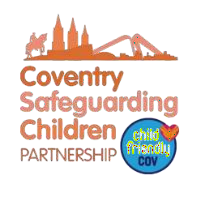 Coventry
Safeguarding
Children
PARTNERSHIP
child
friendly
COV